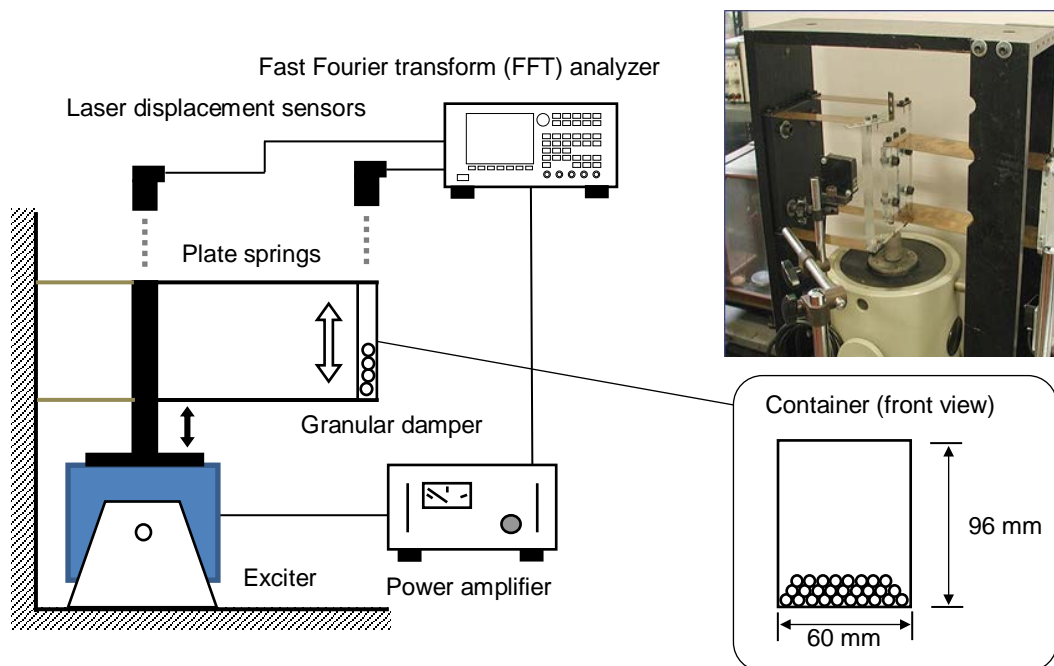 Fast Fourier transform (FFT) analyzer
Laser displacement sensors
Plate springs
Granular damper
Exciter
Power amplifier
Container (front view)
96 mm
60 mm